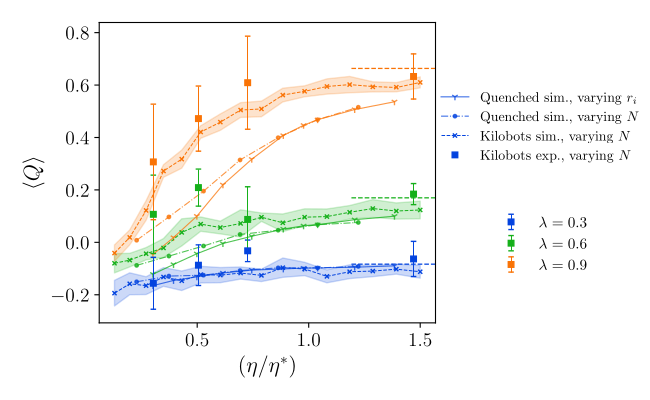 0.8
0.6
0.4
0.2
0.0
−0.2
⟨Q⟩
0.5
1.0
1.5
(η/η*)
Quenched sim., varying r_i
Quenched sim., varying N
Kilobots sim., varying N
Kilobots exp., varying N
λ = 0.3
λ = 0.6
λ = 0.9